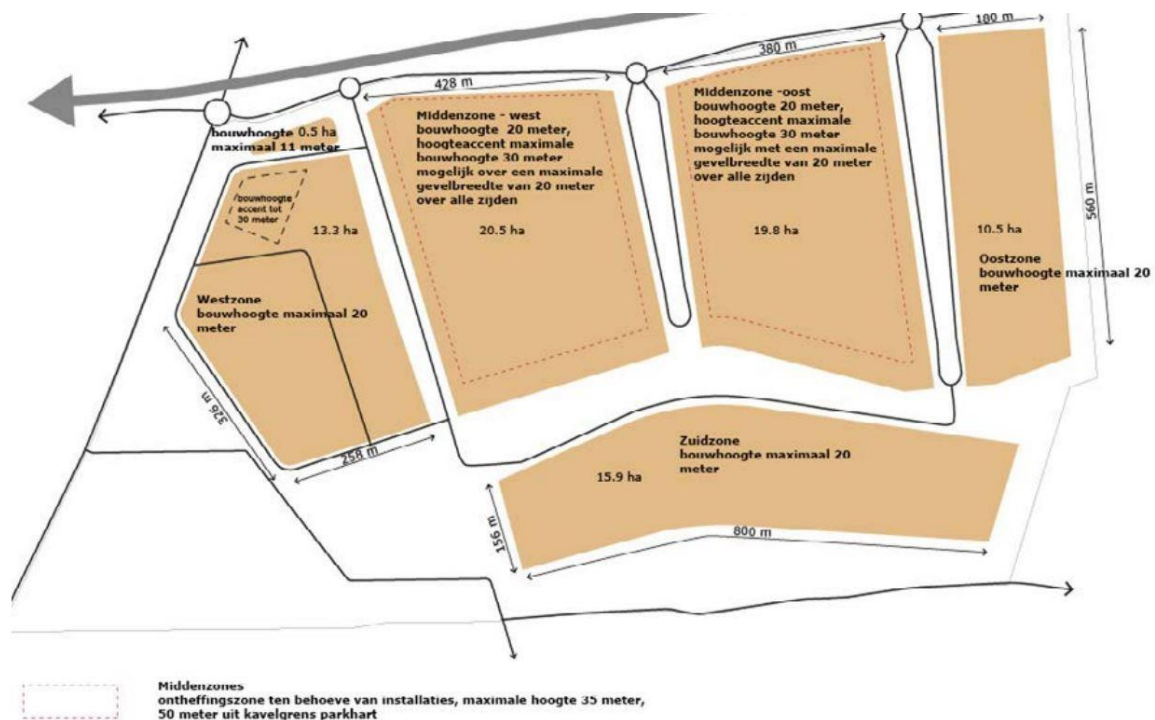 180 m
380 m
428 m
bouwhoogte 0.5 ha
maximaal 11 meter
Middenzone - west
bouwhoogte 20 meter,
hoogteaccent maximale
bouwhoogte 30 meter
mogelijk over een maximale
gevelbreedte van 20 meter
over alle zijden
20.5 ha
Middenzone -oost
bouwhoogte 20 meter,
hoogteaccent maximale
bouwhoogte 30 meter
mogelijk met een maximale
gevelbreedte van 20 meter
over alle zijden
19.8 ha
560 m
10.5 ha
Oostzone
bouwhoogte maximaal 20
meter
bouwhoogte
accent tot
30 meter
13.3 ha
Westzone
bouwhoogte maximaal 20
meter
326 m
258 m
Zuidzone
bouwhoogte maximaal 20
meter
15.9 ha
156 m
800 m
Middenzones
ontheffingszone ten behoeve van installaties, maximale hoogte 35 meter,
50 meter uit kavelgrens parkhart